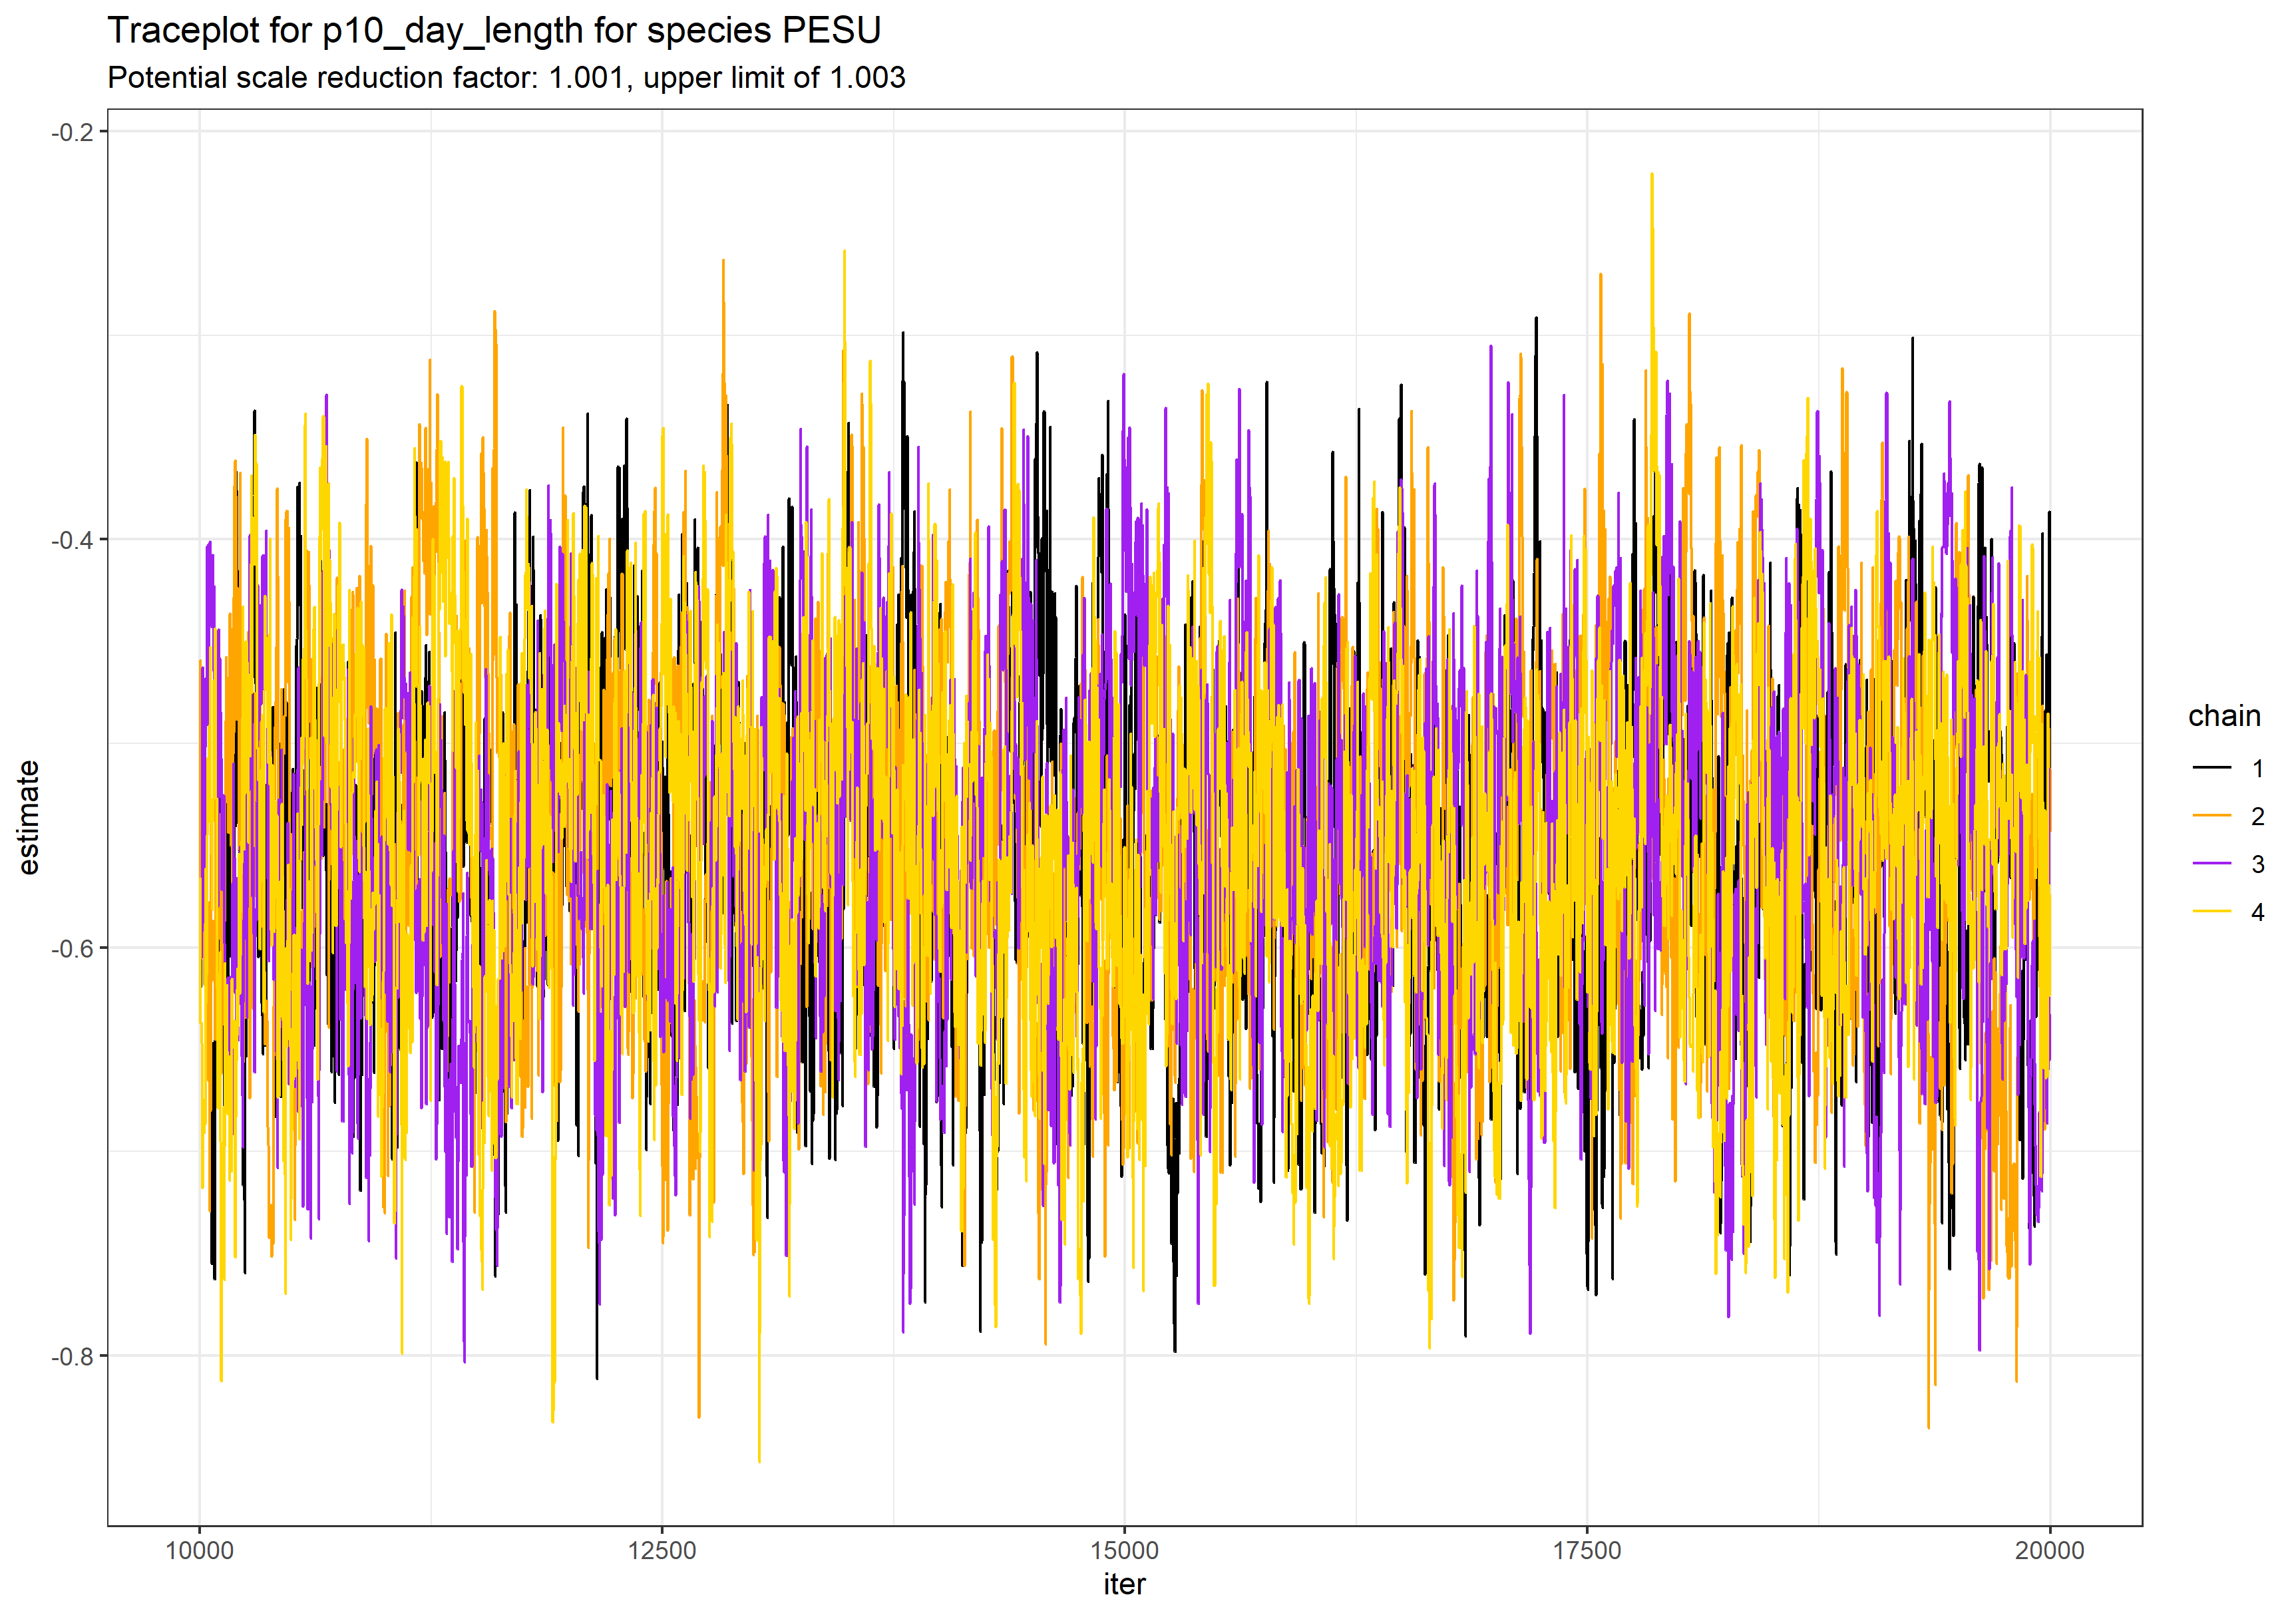 Traceplot for p10_day_length for species PESU
Potential scale reduction factor: 1.001, upper limit of 1.003
-0.2
-0.4
-0.6
-0.8
estimate
10000
12500
15000
17500
20000
iter
chain
1
2
3
4